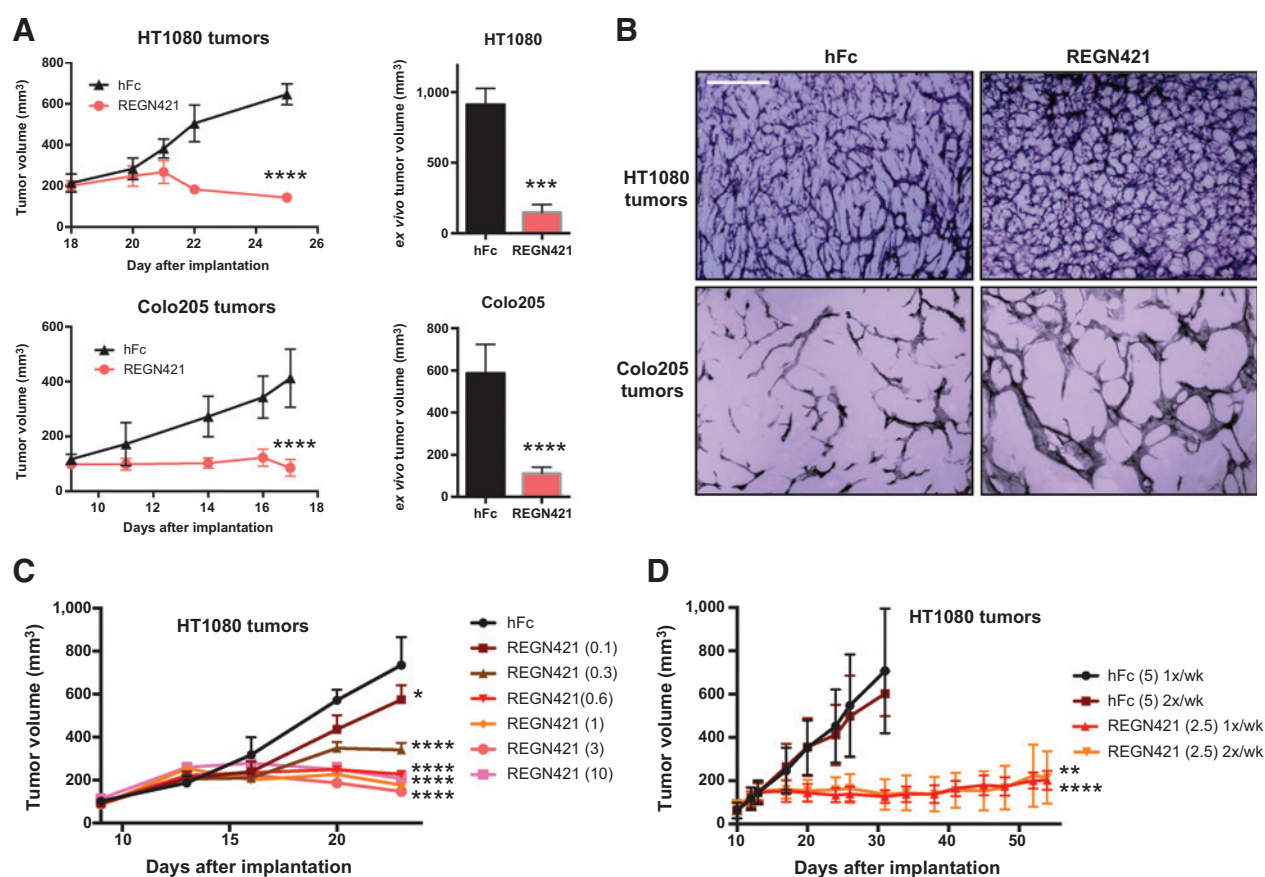 A
HT1080 tumors
Tumor volume (mm³)
800
600
400
200
0
hFc
REGN421
****
18 20 22 24 26
Day after implantation
HT1080
ex vivo tumor volume (mm³)
1,000
500
0
***
hFc REGN421
Colo205 tumors
Tumor volume (mm³)
600
400
200
0
hFc
REGN421
****
10 12 14 16 18
Days after implantation
Colo205
ex vivo tumor volume (mm³)
800
600
400
200
0
****
hFc REGN421
B
hFc REGN421
HT1080
tumors
Colo205
tumors
C
HT1080 tumors
Tumor volume (mm³)
1,000
800
600
400
200
0
*
****
****
****
****
10 15 20
Days after implantation
hFc
REGN421 (0.1)
REGN421 (0.3)
REGN421(0.6)
REGN421 (1)
REGN421 (3)
REGN421 (10)
D
HT1080 tumors
Tumor volume (mm³)
1,000
800
600
400
200
0
**
****
10 20 30 40 50
Days after implantation
hFc (5) 1x/wk
hFc (5) 2x/wk
REGN421 (2.5) 1x/wk
REGN421 (2.5) 2x/wk